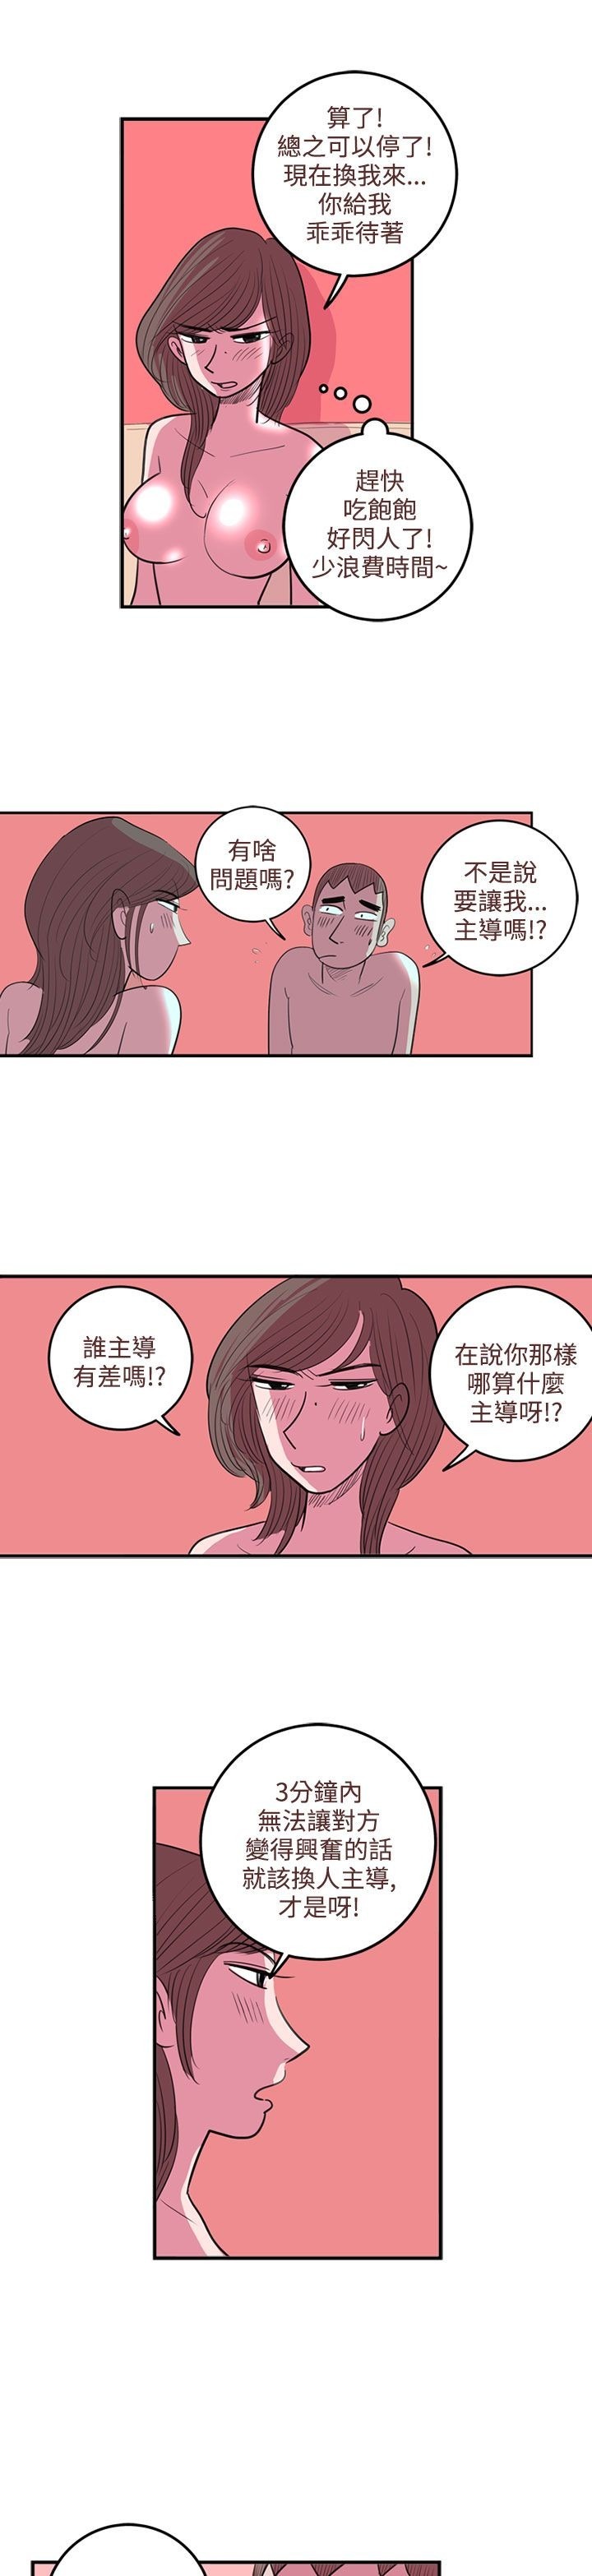 算了!
總之可以停了!
現在換我來...
你給我
乖乖待著
趕快
吃飽飽
好閃人了!
少浪費時間~
有啥
問題嗎?
不是說
要讓我...
主導嗎!?
誰主導
有差嗎!?
在說你那樣
哪算什麼
主導呀!?
3分鐘內
無法讓對方
變得興奮的話
就該換人主導,
才是呀!